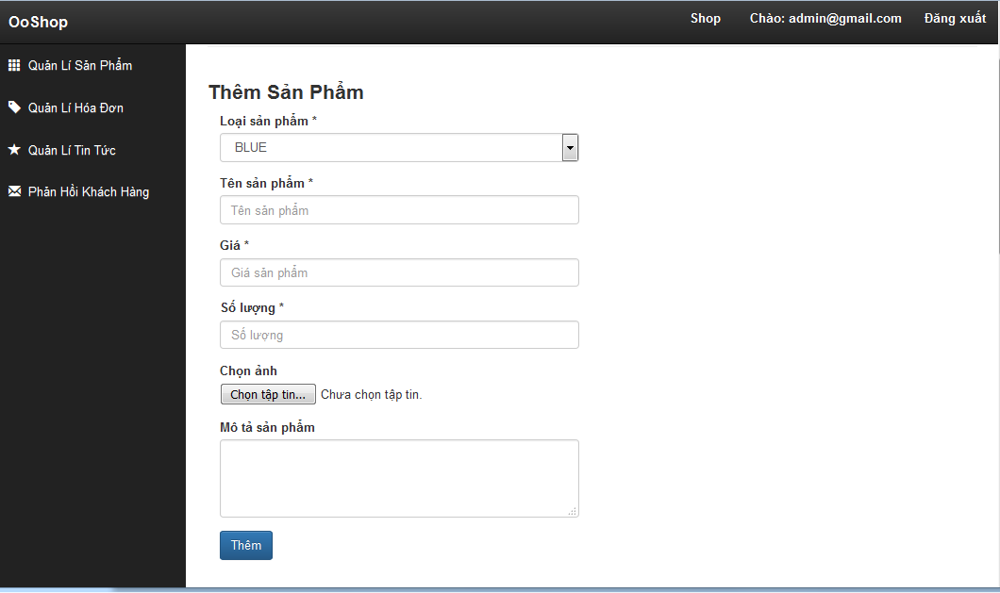 OoShop
Shop
Chào: admin@gmail.com
Đăng xuất
Quản Lí Sản Phẩm
Quản Lí Hóa Đơn
Quản Lí Tin Tức
Phản Hồi Khách Hàng
Thêm Sản Phẩm
Loại sản phẩm *
BLUE
Tên sản phẩm *
Tên sản phẩm
Giá *
Giá sản phẩm
Số lượng *
Số lượng
Chọn ảnh
Chọn tập tin... Chưa chọn tập tin.
Mô tả sản phẩm
Thêm